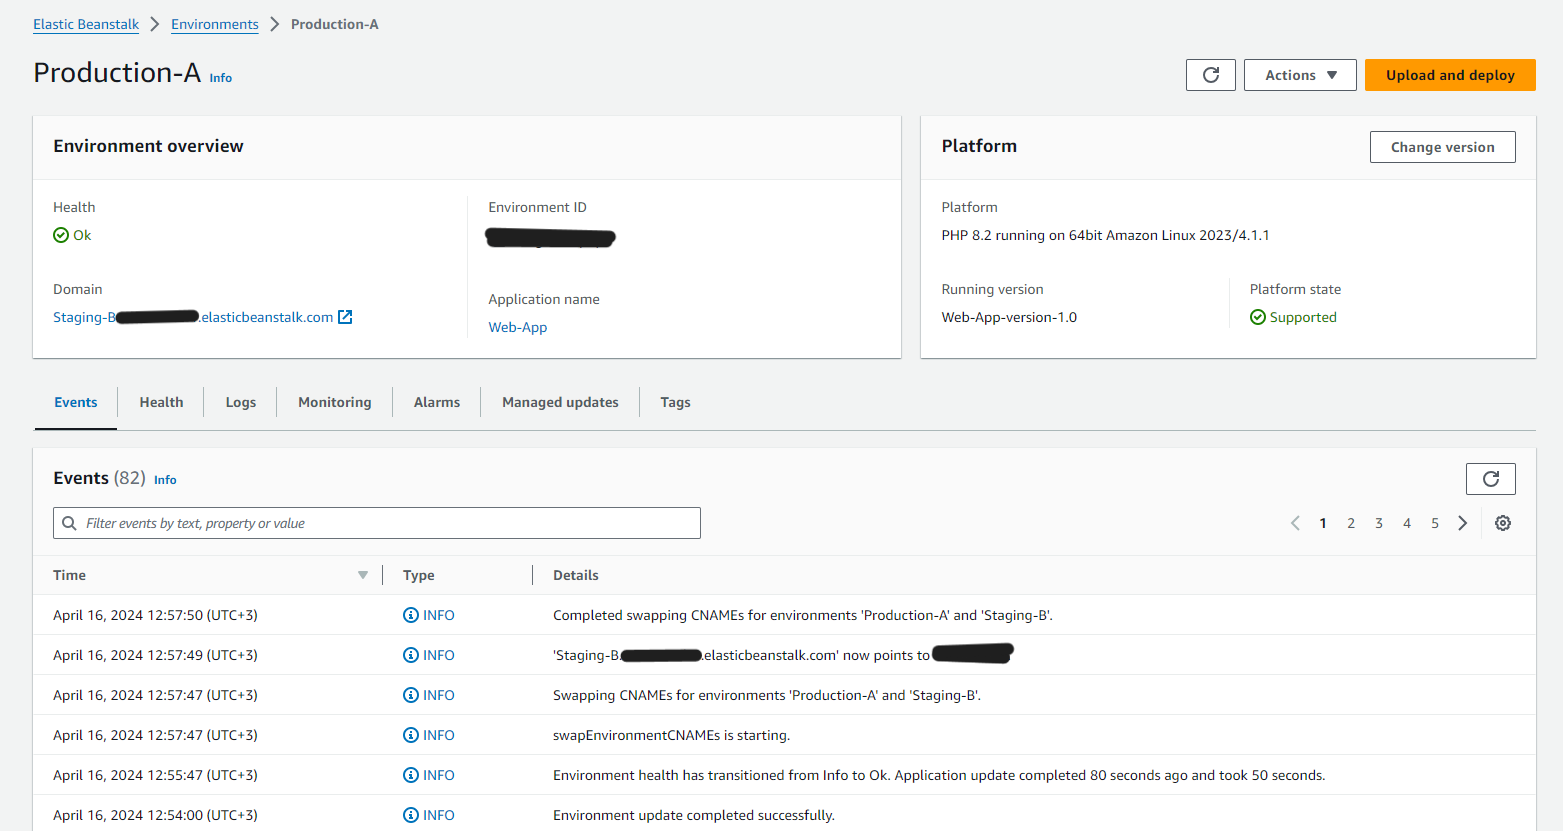 Elastic Beanstalk > Environments > Production-A
Production-A Info
Actions Upload and deploy
Environment overview
Health
Ok
Environment ID
Domain
Staging-B .elasticbeanstalk.com
Application name
Web-App
Platform
Change version
Platform
PHP 8.2 running on 64bit Amazon Linux 2023/4.1.1
Running version
Web-App-version-1.0
Platform state
Supported
Events Health Logs Monitoring Alarms Managed updates Tags
Events (82) Info
Filter events by text, property or value
1 2 3 4 5
Time Type Details
April 16, 2024 12:57:50 (UTC+3) INFO Completed swapping CNAMEs for environments 'Production-A' and 'Staging-B'.
April 16, 2024 12:57:49 (UTC+3) INFO 'Staging-B. .elasticbeanstalk.com' now points to
April 16, 2024 12:57:47 (UTC+3) INFO Swapping CNAMEs for environments 'Production-A' and 'Staging-B'.
April 16, 2024 12:57:47 (UTC+3) INFO swapEnvironmentCNAMEs is starting.
April 16, 2024 12:55:47 (UTC+3) INFO Environment health has transitioned from Info to Ok. Application update completed 80 seconds ago and took 50 seconds.
April 16, 2024 12:54:00 (UTC+3) INFO Environment update completed successfully.